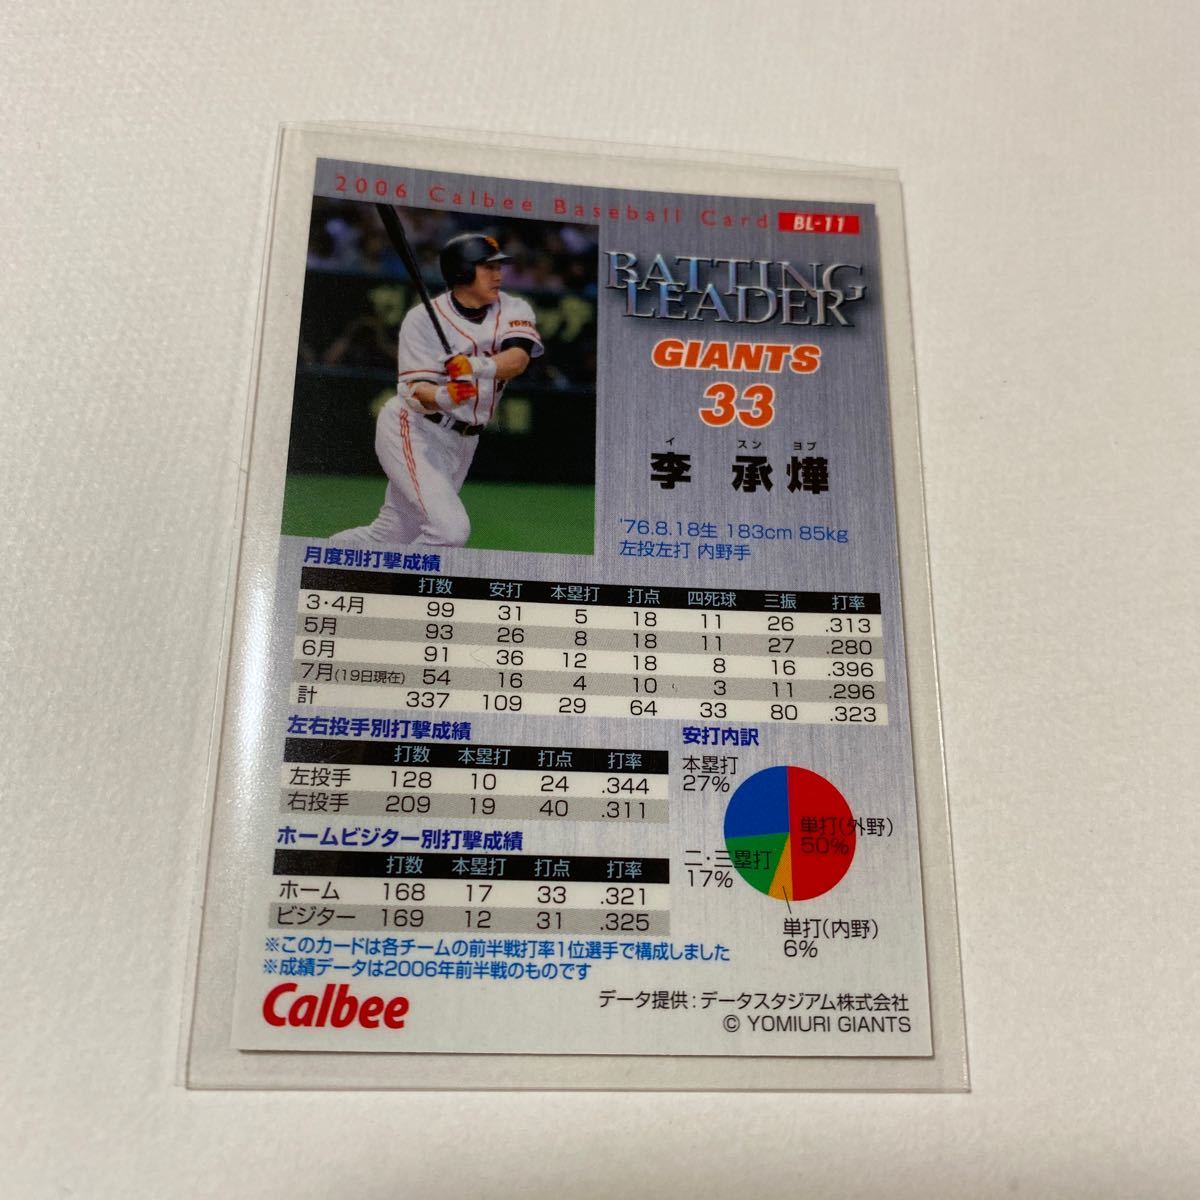 2006 Calbee Baseball Card BL-11
BATTING
LEADER
GIANTS
33
イ スン ヨプ
李 承燁
'76.8.18生 183cm 85kg
左投左打 内野手
月度別打撃成績
打数 安打 本塁打 打点 四死球 三振 打率
3・4月 99 31 5 18 11 26 .313
5月 93 26 8 18 11 27 .280
6月 91 36 12 18 8 16 .396
7月(19日現在) 54 16 4 10 3 11 .296
計 337 109 29 64 33 80 .323
左右投手別打撃成績
打数 本塁打 打点 打率
左投手 128 10 24 .344
右投手 209 19 40 .311
ホームビジター別打撃成績
打数 本塁打 打点 打率
ホーム 168 17 33 .321
ビジター 169 12 31 .325
安打内訳
本塁打
27%
単打(外野)
50%
二・三塁打
17%
単打(内野)
6%
※このカードは各チームの前半戦打率1位選手で構成しました
※成績データは2006年前半戦のものです
Calbee
データ提供：データスタジアム株式会社
© YOMIURI GIANTS